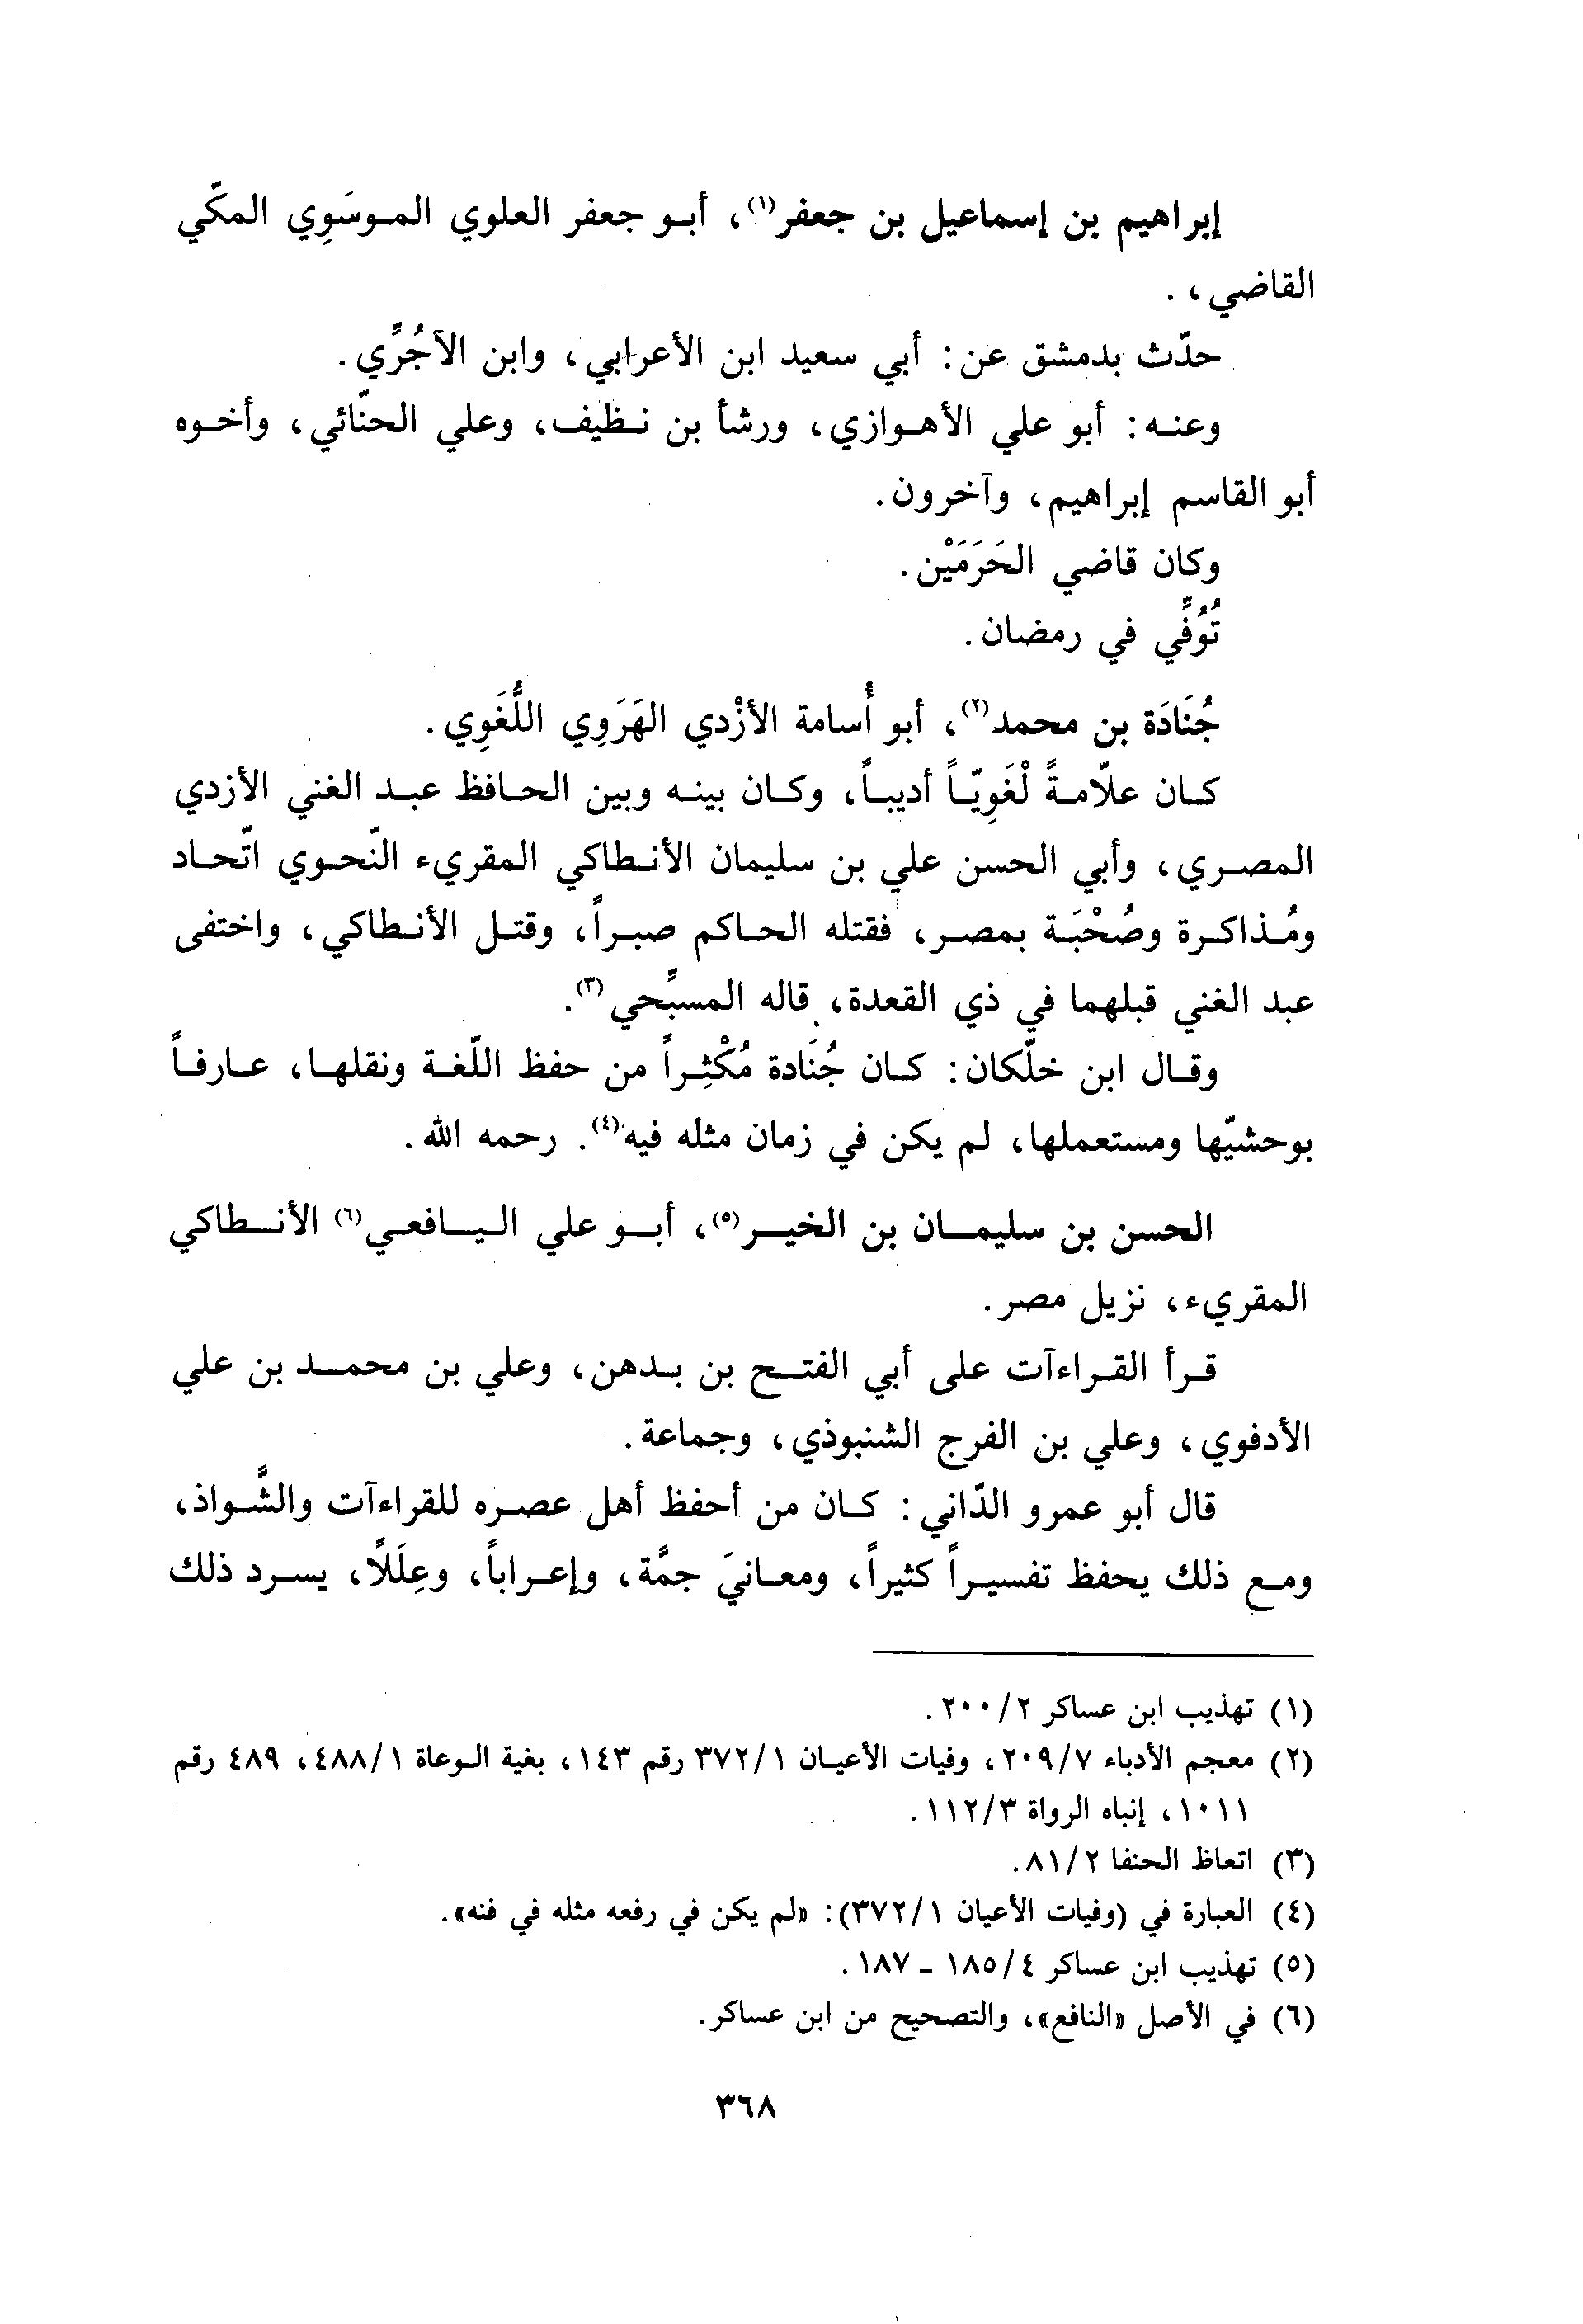 إبراهيم بن إسماعيل بن جعفر(١)، أبو جعفر العلوي الموسَوِي المكّي
القاضي، .
حدّث بدمشق عن: أبي سعيد ابن الأعرابي، وابن الآجُرِّي.
وعنه: أبو علي الأهوازي، ورشأ بن نظيف، وعلي الحنّائي، وأخوه
أبو القاسم إبراهيم، وآخرون.
وكان قاضي الحَرَمَيْن.
تُوُفِّي في رمضان.
جُنَادَة بن محمد(٢)، أبو أُسامة الأزْدي الهَرَوِي اللُّغَوِي.
كان علاّمةً لْغَوِيّاً أديباً، وكان بينه وبين الحافظ عبد الغني الأزدي
المصري، وأبي الحسن علي بن سليمان الأنطاكي المقريء النّحوي اتّحاد
ومُذاكرة وصُحْبَة بمصر، فقتله الحاكم صبراً، وقتل الأنطاكي، واختفى
عبد الغني قبلهما في ذي القعدة، قاله المسبِّحي(٣).
وقال ابن خلّكان: كان جُنَادة مُكْثِراً من حفظ اللّغة ونقلها، عارفاً
بوحشيّها ومستعملها، لم يكن في زمان مثله فيه(٤). رحمه الله.
الحسن بن سليمان بن الخير(٥)، أبو علي اليافعي(٦) الأنطاكي
المقريء، نزيل مصر.
قرأ القراءآت على أبي الفتح بن بدهن، وعلي بن محمد بن علي
الأدفوي، وعلي بن الفرج الشنبوذي، وجماعة.
قال أبو عمرو الدّاني: كان من أحفظ أهل عصره للقراءآت والشَّواذ،
ومع ذلك يحفظ تفسيراً كثيراً، ومعانيَ جمَّة، وإعراباً، وعِلَلًا، يسرد ذلك
(١) تهذيب ابن عساكر ٢/٢٠٠.
(٢) معجم الأدباء ٧/٢٠٩، وفيات الأعيان ١/٣٧٢ رقم ١٤٣، بغية الوعاة ١/٤٨٨، ٤٨٩ رقم
١٠١١، إنباه الرواة ٣/١١٢.
(٣) اتعاظ الحنفا ٢/٨١.
(٤) العبارة في (وفيات الأعيان ١/٣٧٢): «لم يكن في رفعه مثله في فنه».
(٥) تهذيب ابن عساكر ٤/١٨٥ - ١٨٧.
(٦) في الأصل «النافع»، والتصحيح من ابن عساكر.
٣٦٨